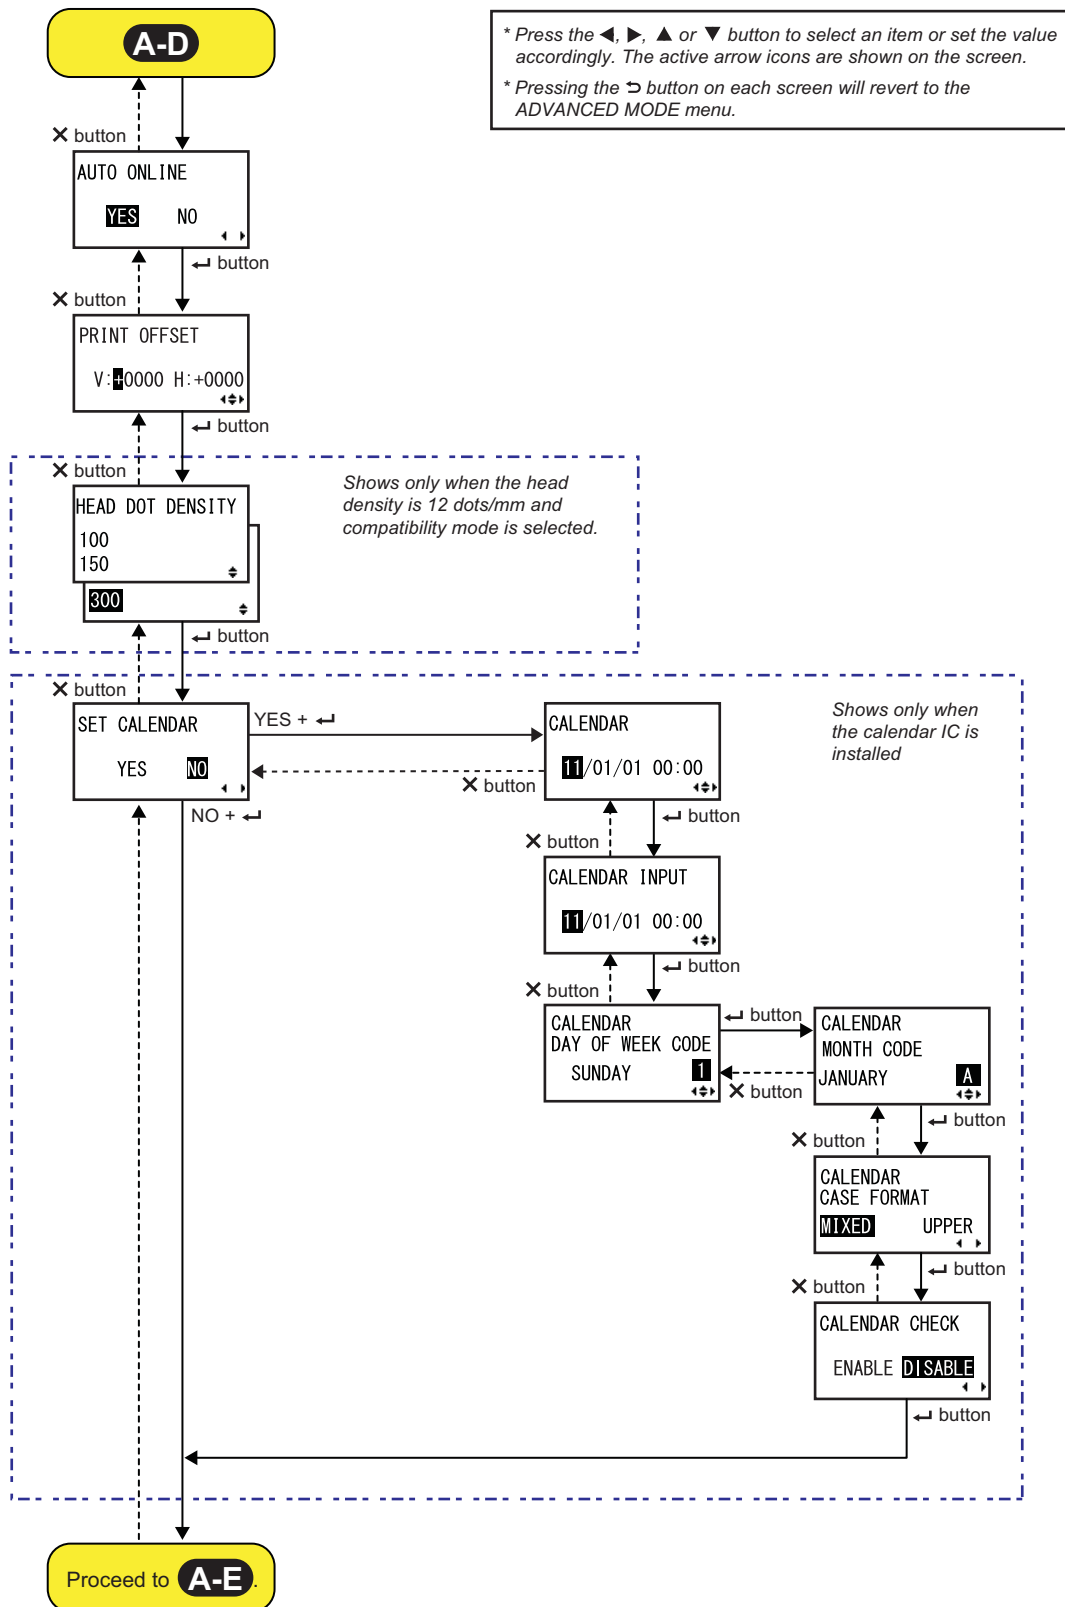 A-D
* Press the ◀, ▶, ▲ or ▼ button to select an item or set the value
accordingly. The active arrow icons are shown on the screen.
* Pressing the ⮌ button on each screen will revert to the
ADVANCED MODE menu.
✕ button
AUTO ONLINE
YES NO
↵ button
✕ button
PRINT OFFSET
V:+0000 H:+0000
↵ button
✕ button
HEAD DOT DENSITY
100
150
300
Shows only when the head
density is 12 dots/mm and
compatibility mode is selected.
↵ button
✕ button
SET CALENDAR
YES NO
YES + ↵
NO + ↵
CALENDAR
11/01/01 00:00
✕ button
Shows only when
the calendar IC is
installed
↵ button
✕ button
CALENDAR INPUT
11/01/01 00:00
↵ button
✕ button
CALENDAR
DAY OF WEEK CODE
SUNDAY 1
↵ button
✕ button
CALENDAR
MONTH CODE
JANUARY A
↵ button
✕ button
CALENDAR
CASE FORMAT
MIXED UPPER
↵ button
✕ button
CALENDAR CHECK
ENABLE DISABLE
↵ button
Proceed to A-E.